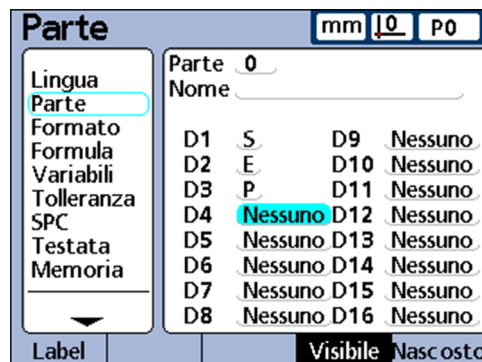 Parte mm 0 P0
Lingua
Parte
Formato
Formula
Variabili
Tolleranza
SPC
Testata
Memoria
Parte 0
Nome
D1 S D9 Nessuno
D2 E D10 Nessuno
D3 P D11 Nessuno
D4 Nessuno D12 Nessuno
D5 Nessuno D13 Nessuno
D6 Nessuno D14 Nessuno
D7 Nessuno D15 Nessuno
D8 Nessuno D16 Nessuno
Label Visibile Nascosto